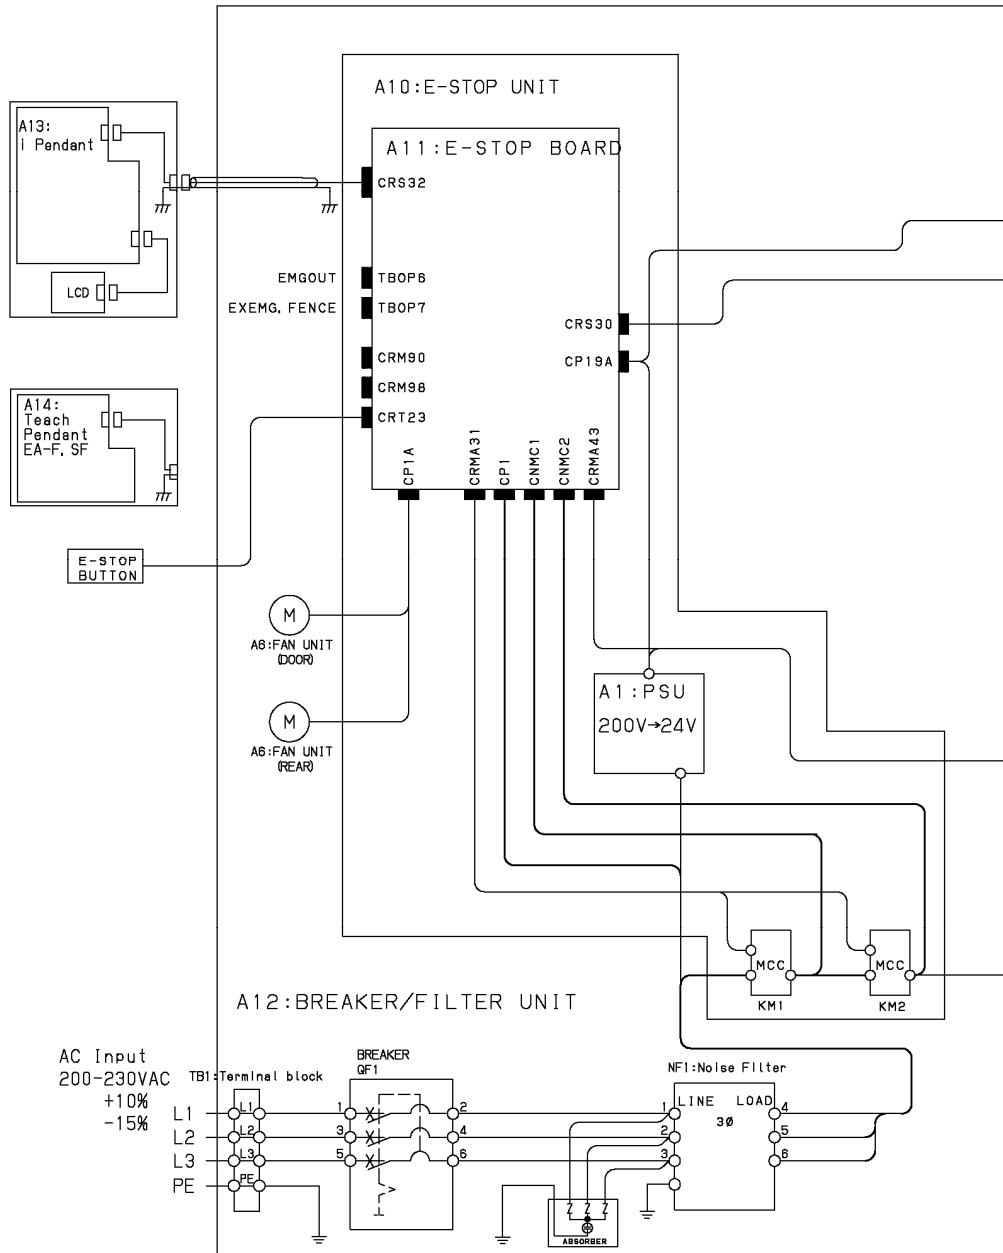 A10:E-STOP UNIT
A13:
i Pendant
A11:E-STOP BOARD
CRS32
EMGOUT
TBOP6
LCD
EXEMG, FENCE
TBOP7
CRS30
CRM90
CP19A
CRM98
A14:
Teach
Pendant
EA-F, SF
CRT23
CP1A
CRMA31
CP1
CNMC1
CNMC2
CRMA43
E-STOP
BUTTON
M
A6:FAN UNIT
(DOOR)
A1:PSU
200V→24V
M
A6:FAN UNIT
(REAR)
MCC
MCC
KM1
KM2
A12:BREAKER/FILTER UNIT
AC Input
200-230VAC
+10%
-15%
TB1:Terminal block
BREAKER
QF1
NF1:Noise Filter
LINE LOAD
3Ø
L1 L1 1 2 1 4
L2 L2 3 4 2 5
L3 L3 5 6 3 6
PE PE
Z Z Z
ABSORBER